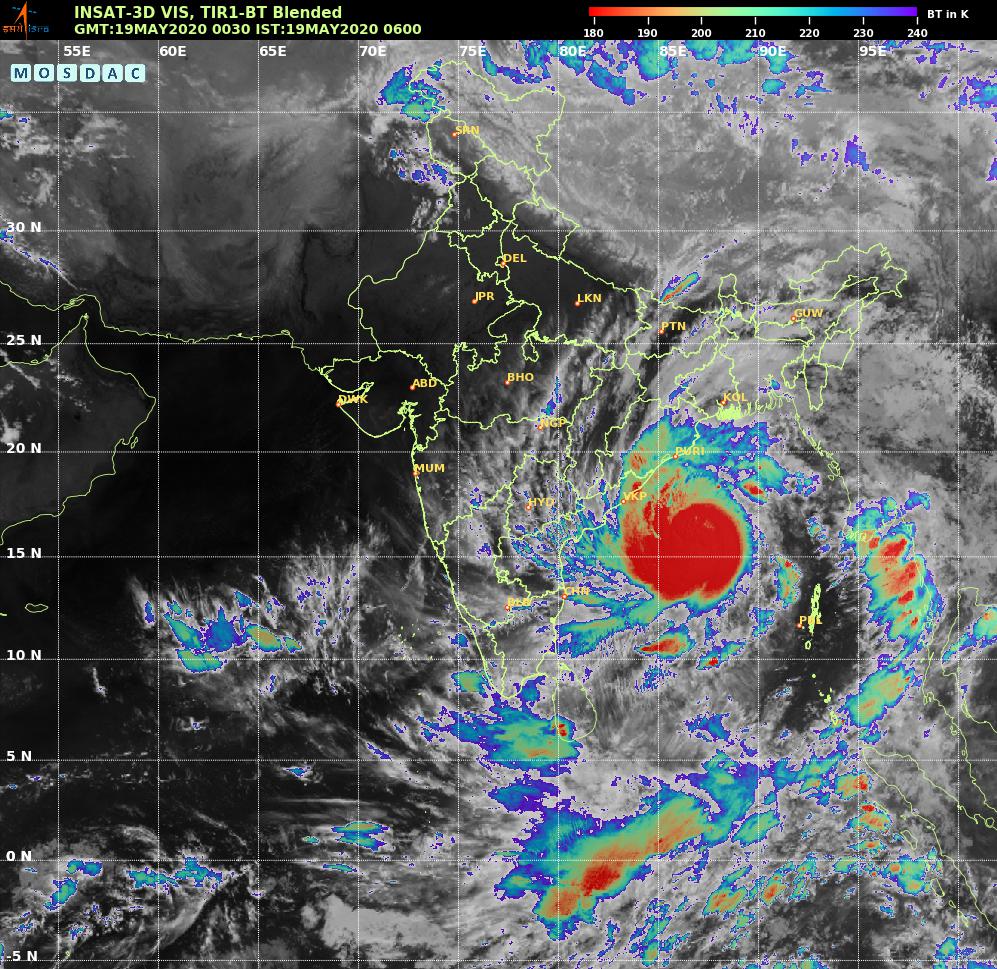 INSAT-3D VIS, TIR1-BT Blended
GMT:19MAY2020 0030 IST:19MAY2020 0600
BT in K
180 190 200 210 220 230 240
55E 60E 65E 70E 75E 80E 85E 90E 95E
MOSDAC
SRN
30 N
DEL
JPR
LKN
GUW
PTN
25 N
BHO
ABD
DWK
KOL
NGP
20 N
PURI
MUM
VKP
HYD
15 N
CHN
BLR
PBL
10 N
5 N
0 N
-5 N